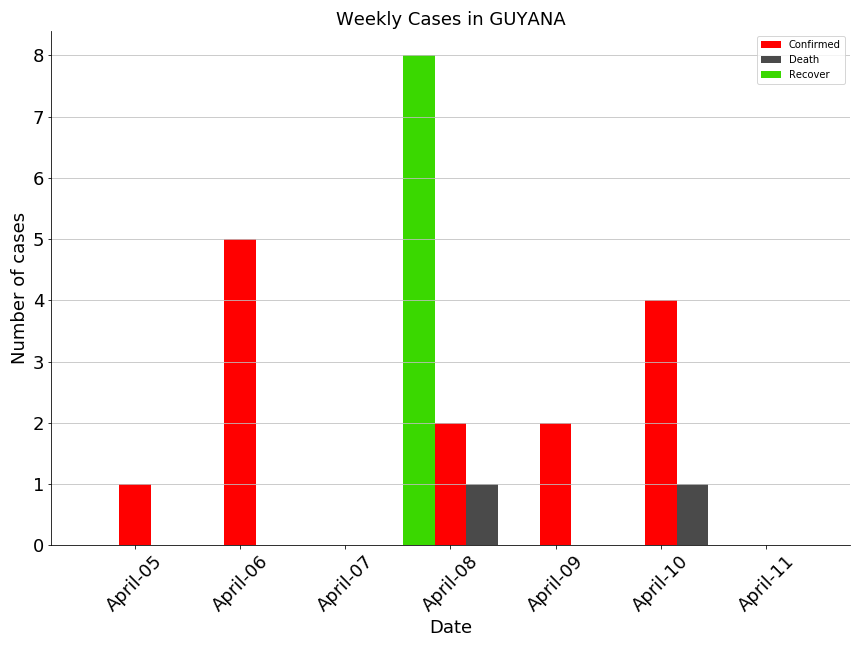 Weekly Cases in GUYANA
Confirmed
Death
Recover
Number of cases
8
7
6
5
4
3
2
1
0
April-05
April-06
April-07
April-08
April-09
April-10
April-11
Date